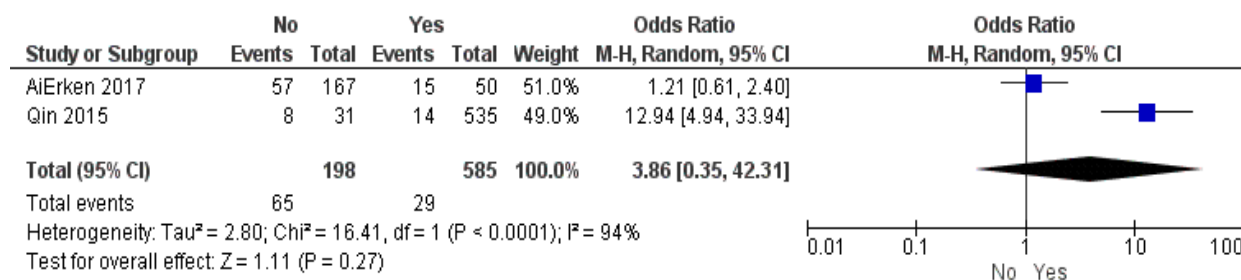 No Yes Odds Ratio Odds Ratio
Study or Subgroup Events Total Events Total Weight M-H, Random, 95% CI M-H, Random, 95% CI
AiErken 2017 57 167 15 50 51.0% 1.21 [0.61, 2.40]
Qin 2015 8 31 14 535 49.0% 12.94 [4.94, 33.94]
Total (95% CI) 198 585 100.0% 3.86 [0.35, 42.31]
Total events 65 29
Heterogeneity: Tau² = 2.80; Chi² = 16.41, df = 1 (P < 0.0001); I² = 94%
Test for overall effect: Z = 1.11 (P = 0.27)
0.01 0.1 1 10 100
No Yes